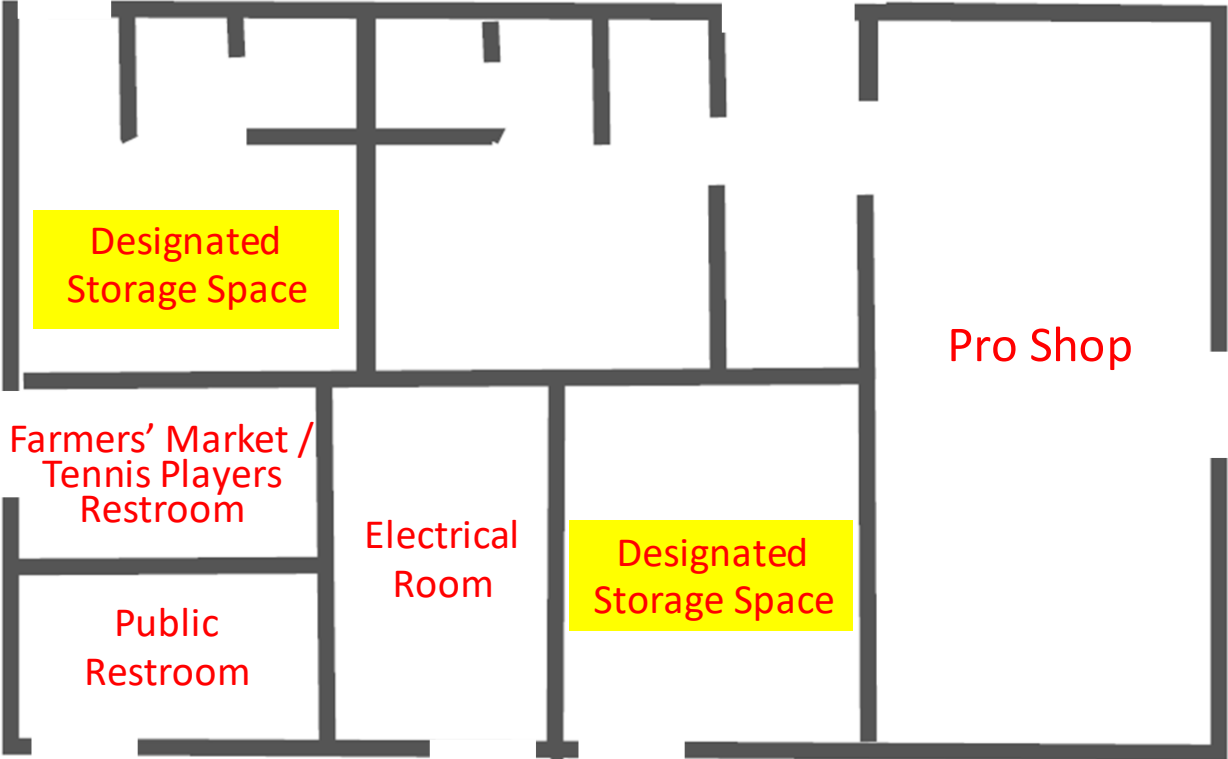 Designated
Storage Space
Pro Shop
Farmers’ Market /
Tennis Players
Restroom
Electrical
Room
Designated
Storage Space
Public
Restroom